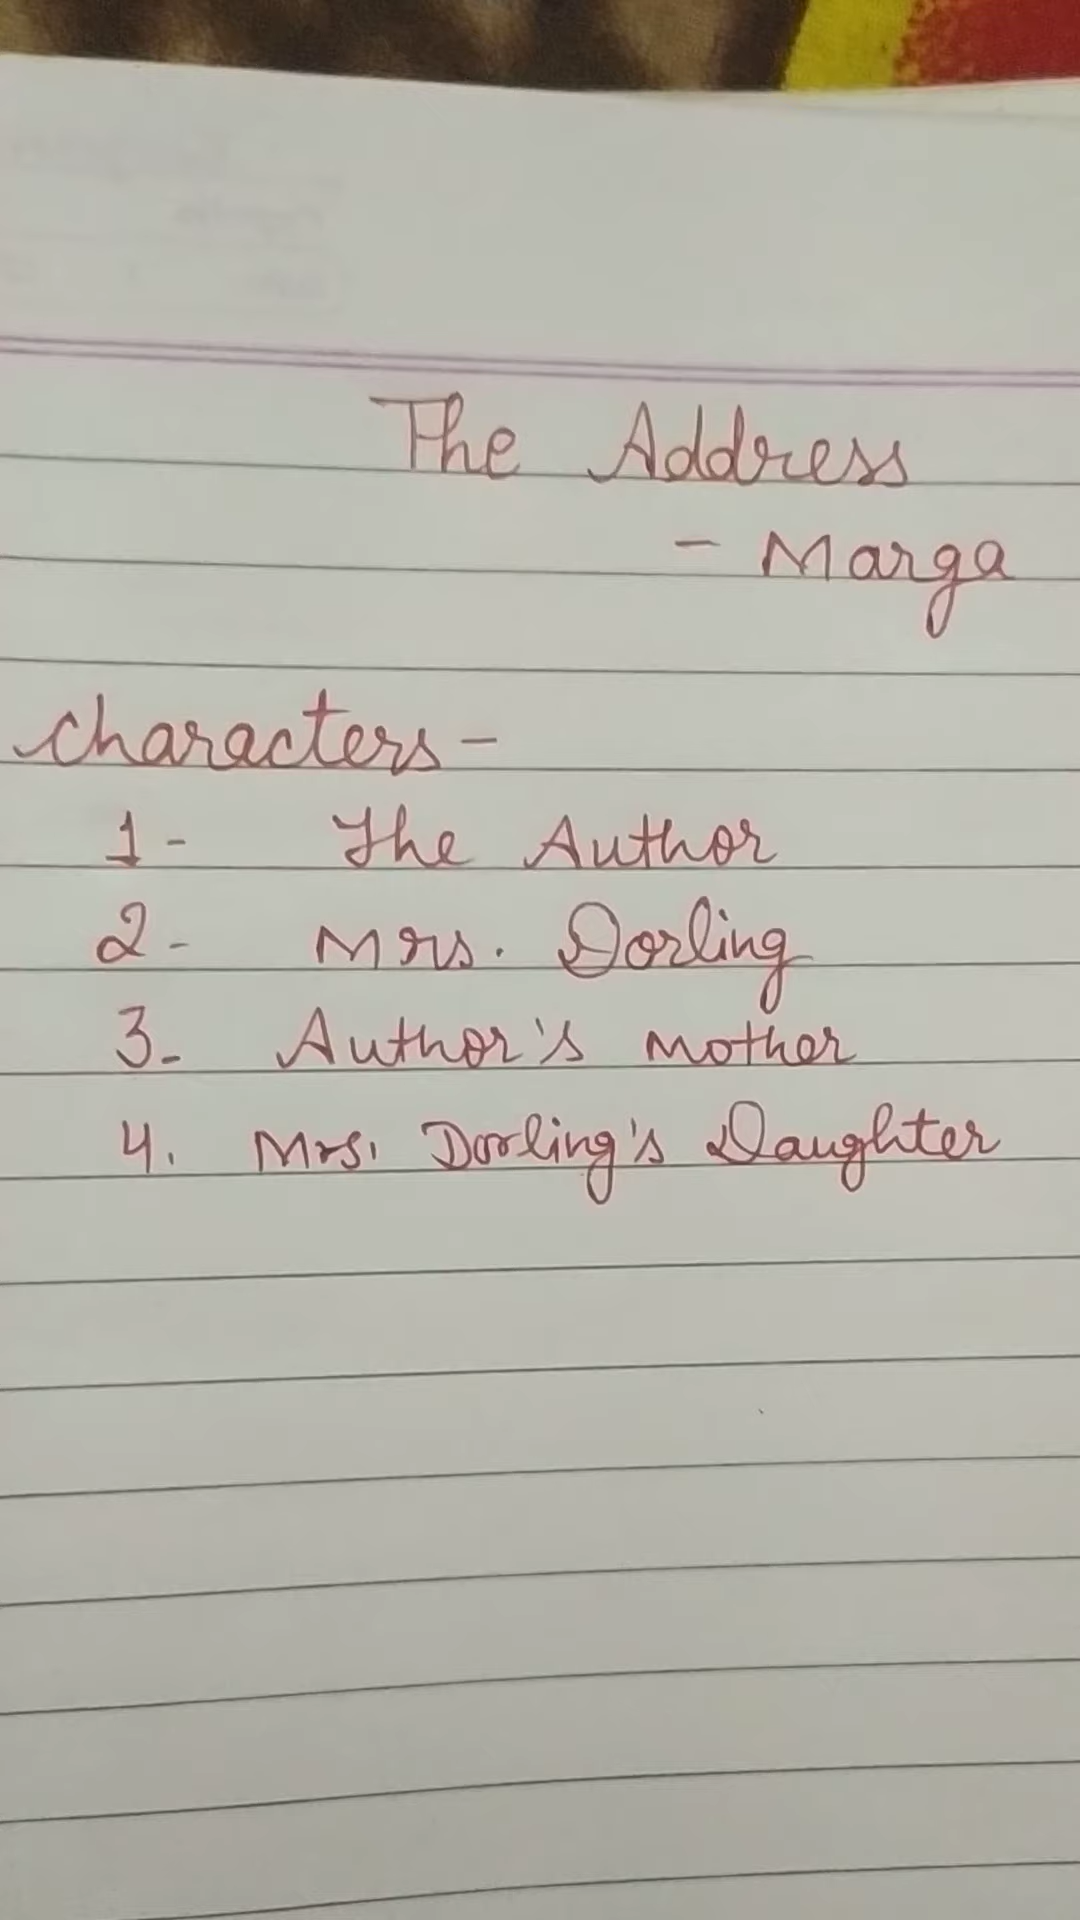 The Address
- Marga
characters -
1 - The Author
2 - Mrs. Dorling
3 - Author's Mother
4. Mrs. Dorling's Daughter